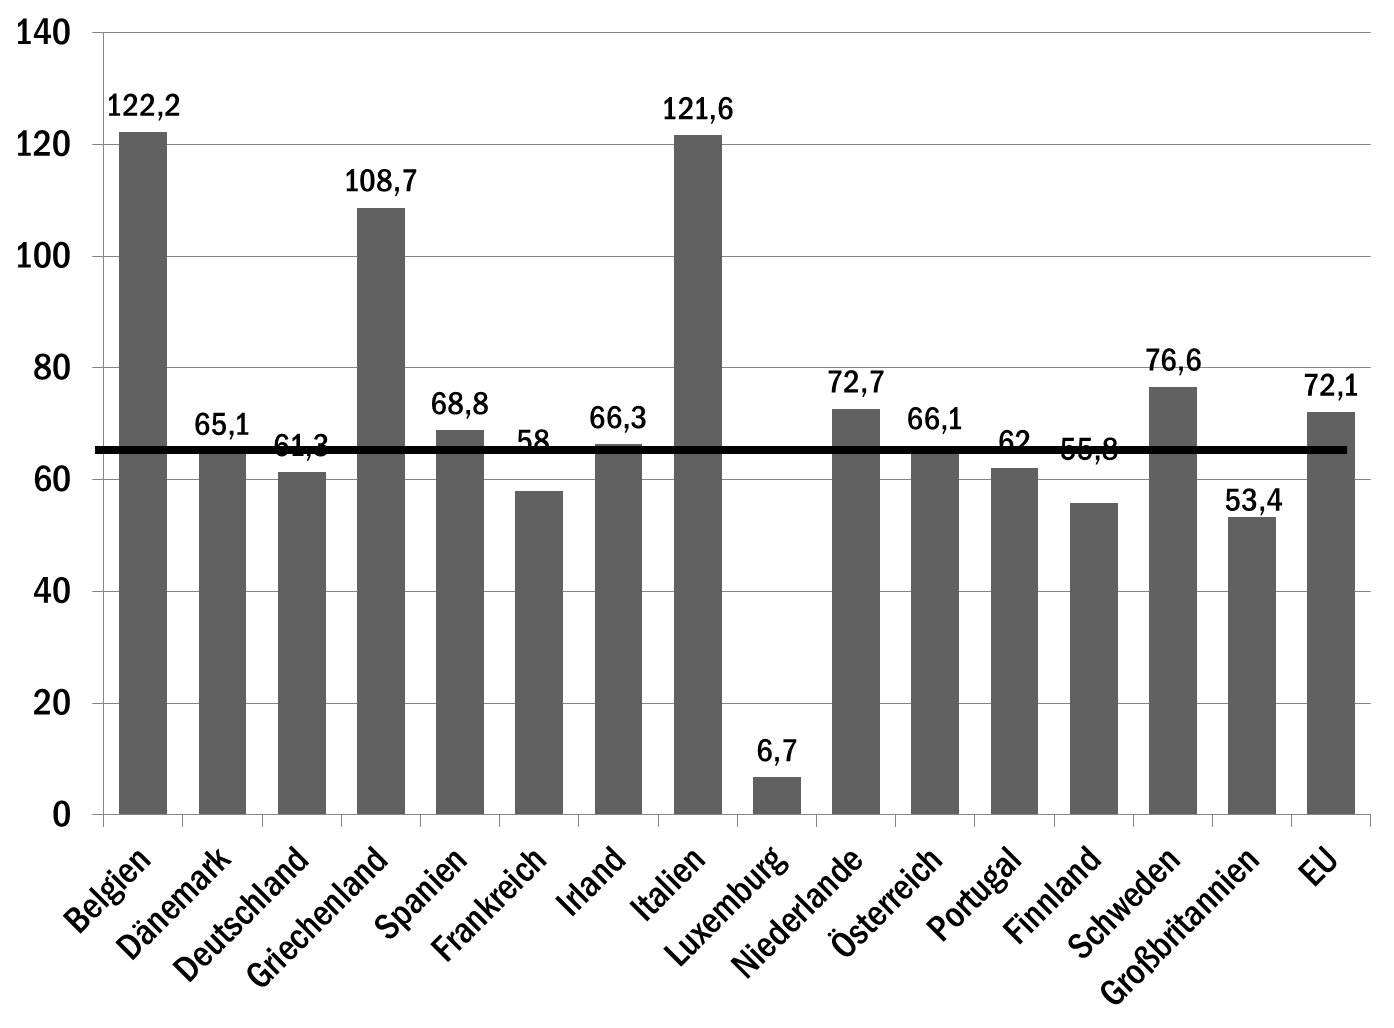 140
120
100
80
60
40
20
0
122,2
65,1
61,3
108,7
68,8
58
66,3
121,6
6,7
72,7
66,1
62
55,8
76,6
53,4
72,1
Belgien
Dänemark
Deutschland
Griechenland
Spanien
Frankreich
Irland
Italien
Luxemburg
Niederlande
Österreich
Portugal
Finnland
Schweden
Großbritannien
EU